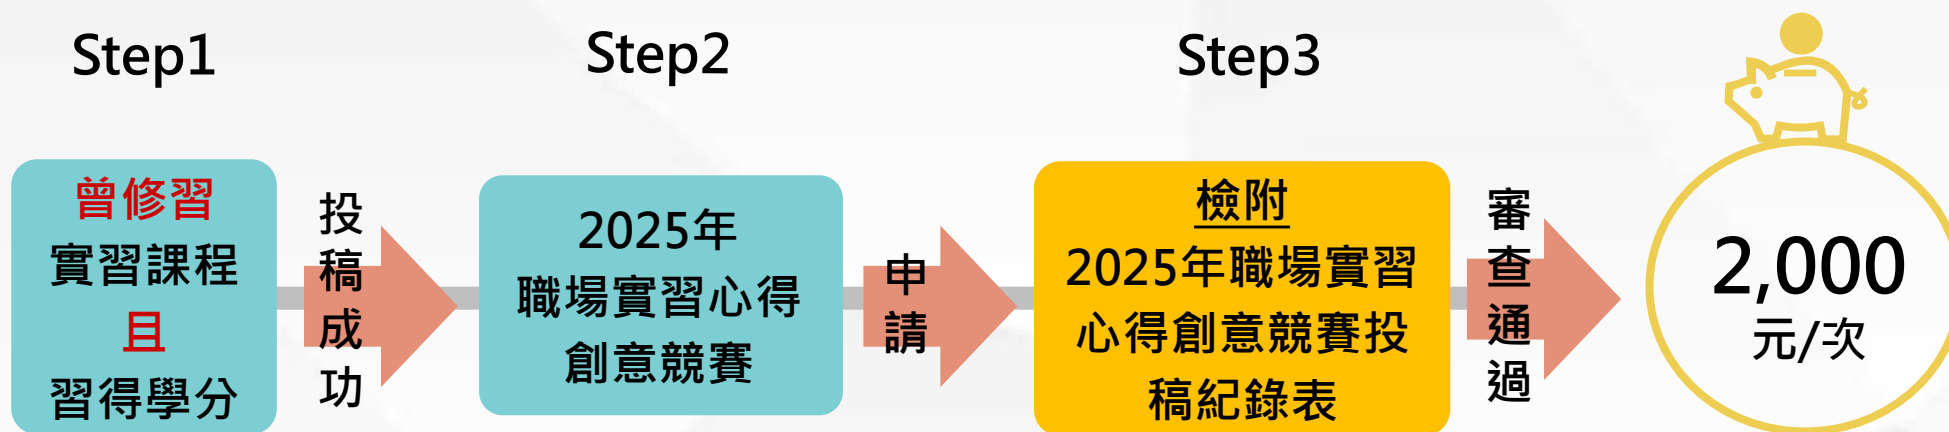 Step1
曾修習
實習課程
且
習得學分
投稿成功
Step2
2025年
職場實習心得
創意競賽
申請
Step3
檢附
2025年職場實習
心得創意競賽投
稿紀錄表
審查通過
2,000
元/次